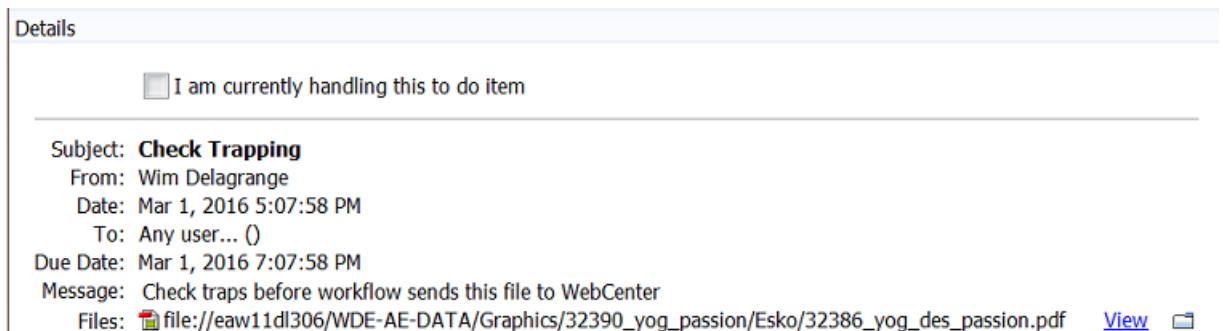 Details
I am currently handling this to do item
Subject: Check Trapping
From: Wim Delagrange
Date: Mar 1, 2016 5:07:58 PM
To: Any user... ()
Due Date: Mar 1, 2016 7:07:58 PM
Message: Check traps before workflow sends this file to WebCenter
Files: file://eaw11dl306/WDE-AE-DATA/Graphics/32390_yog_passion/Esko/32386_yog_des_passion.pdf View